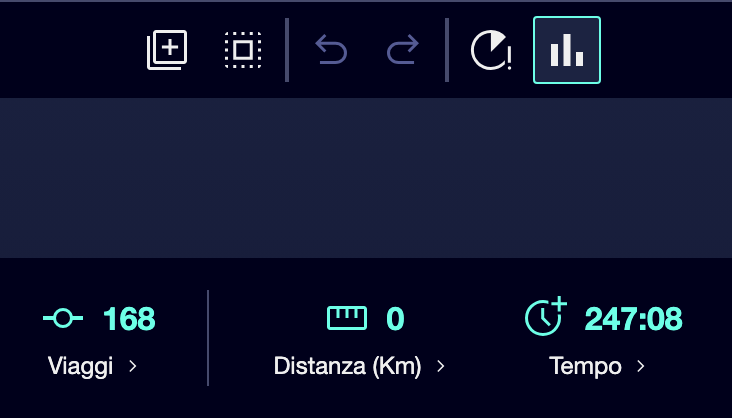 168
0
247:08
Viaggi
Distanza (Km)
Tempo